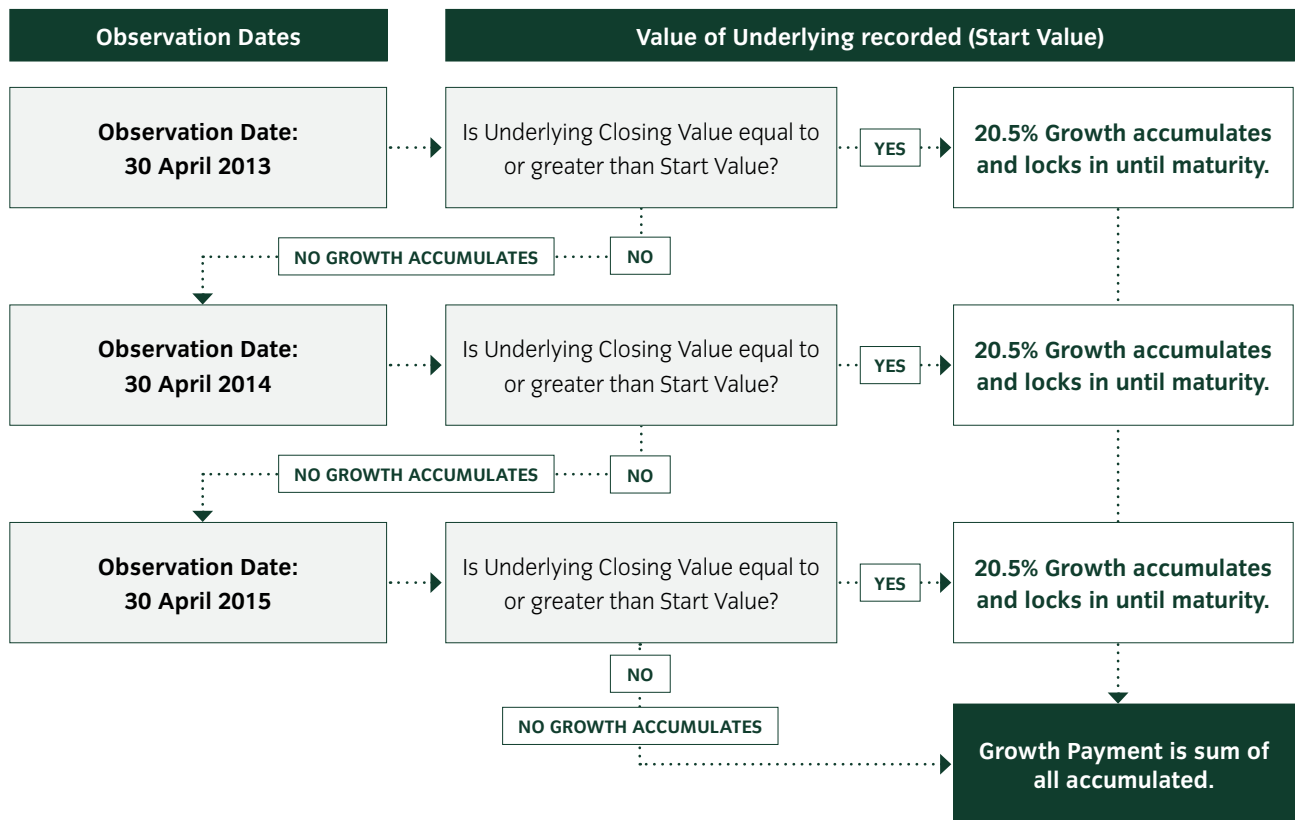 Observation Dates
Value of Underlying recorded (Start Value)
Observation Date:
30 April 2013
Is Underlying Closing Value equal to
or greater than Start Value?
YES
20.5% Growth accumulates
and locks in until maturity.
NO GROWTH ACCUMULATES
NO
Observation Date:
30 April 2014
Is Underlying Closing Value equal to
or greater than Start Value?
YES
20.5% Growth accumulates
and locks in until maturity.
NO GROWTH ACCUMULATES
NO
Observation Date:
30 April 2015
Is Underlying Closing Value equal to
or greater than Start Value?
YES
20.5% Growth accumulates
and locks in until maturity.
NO
NO GROWTH ACCUMULATES
Growth Payment is sum of
all accumulated.